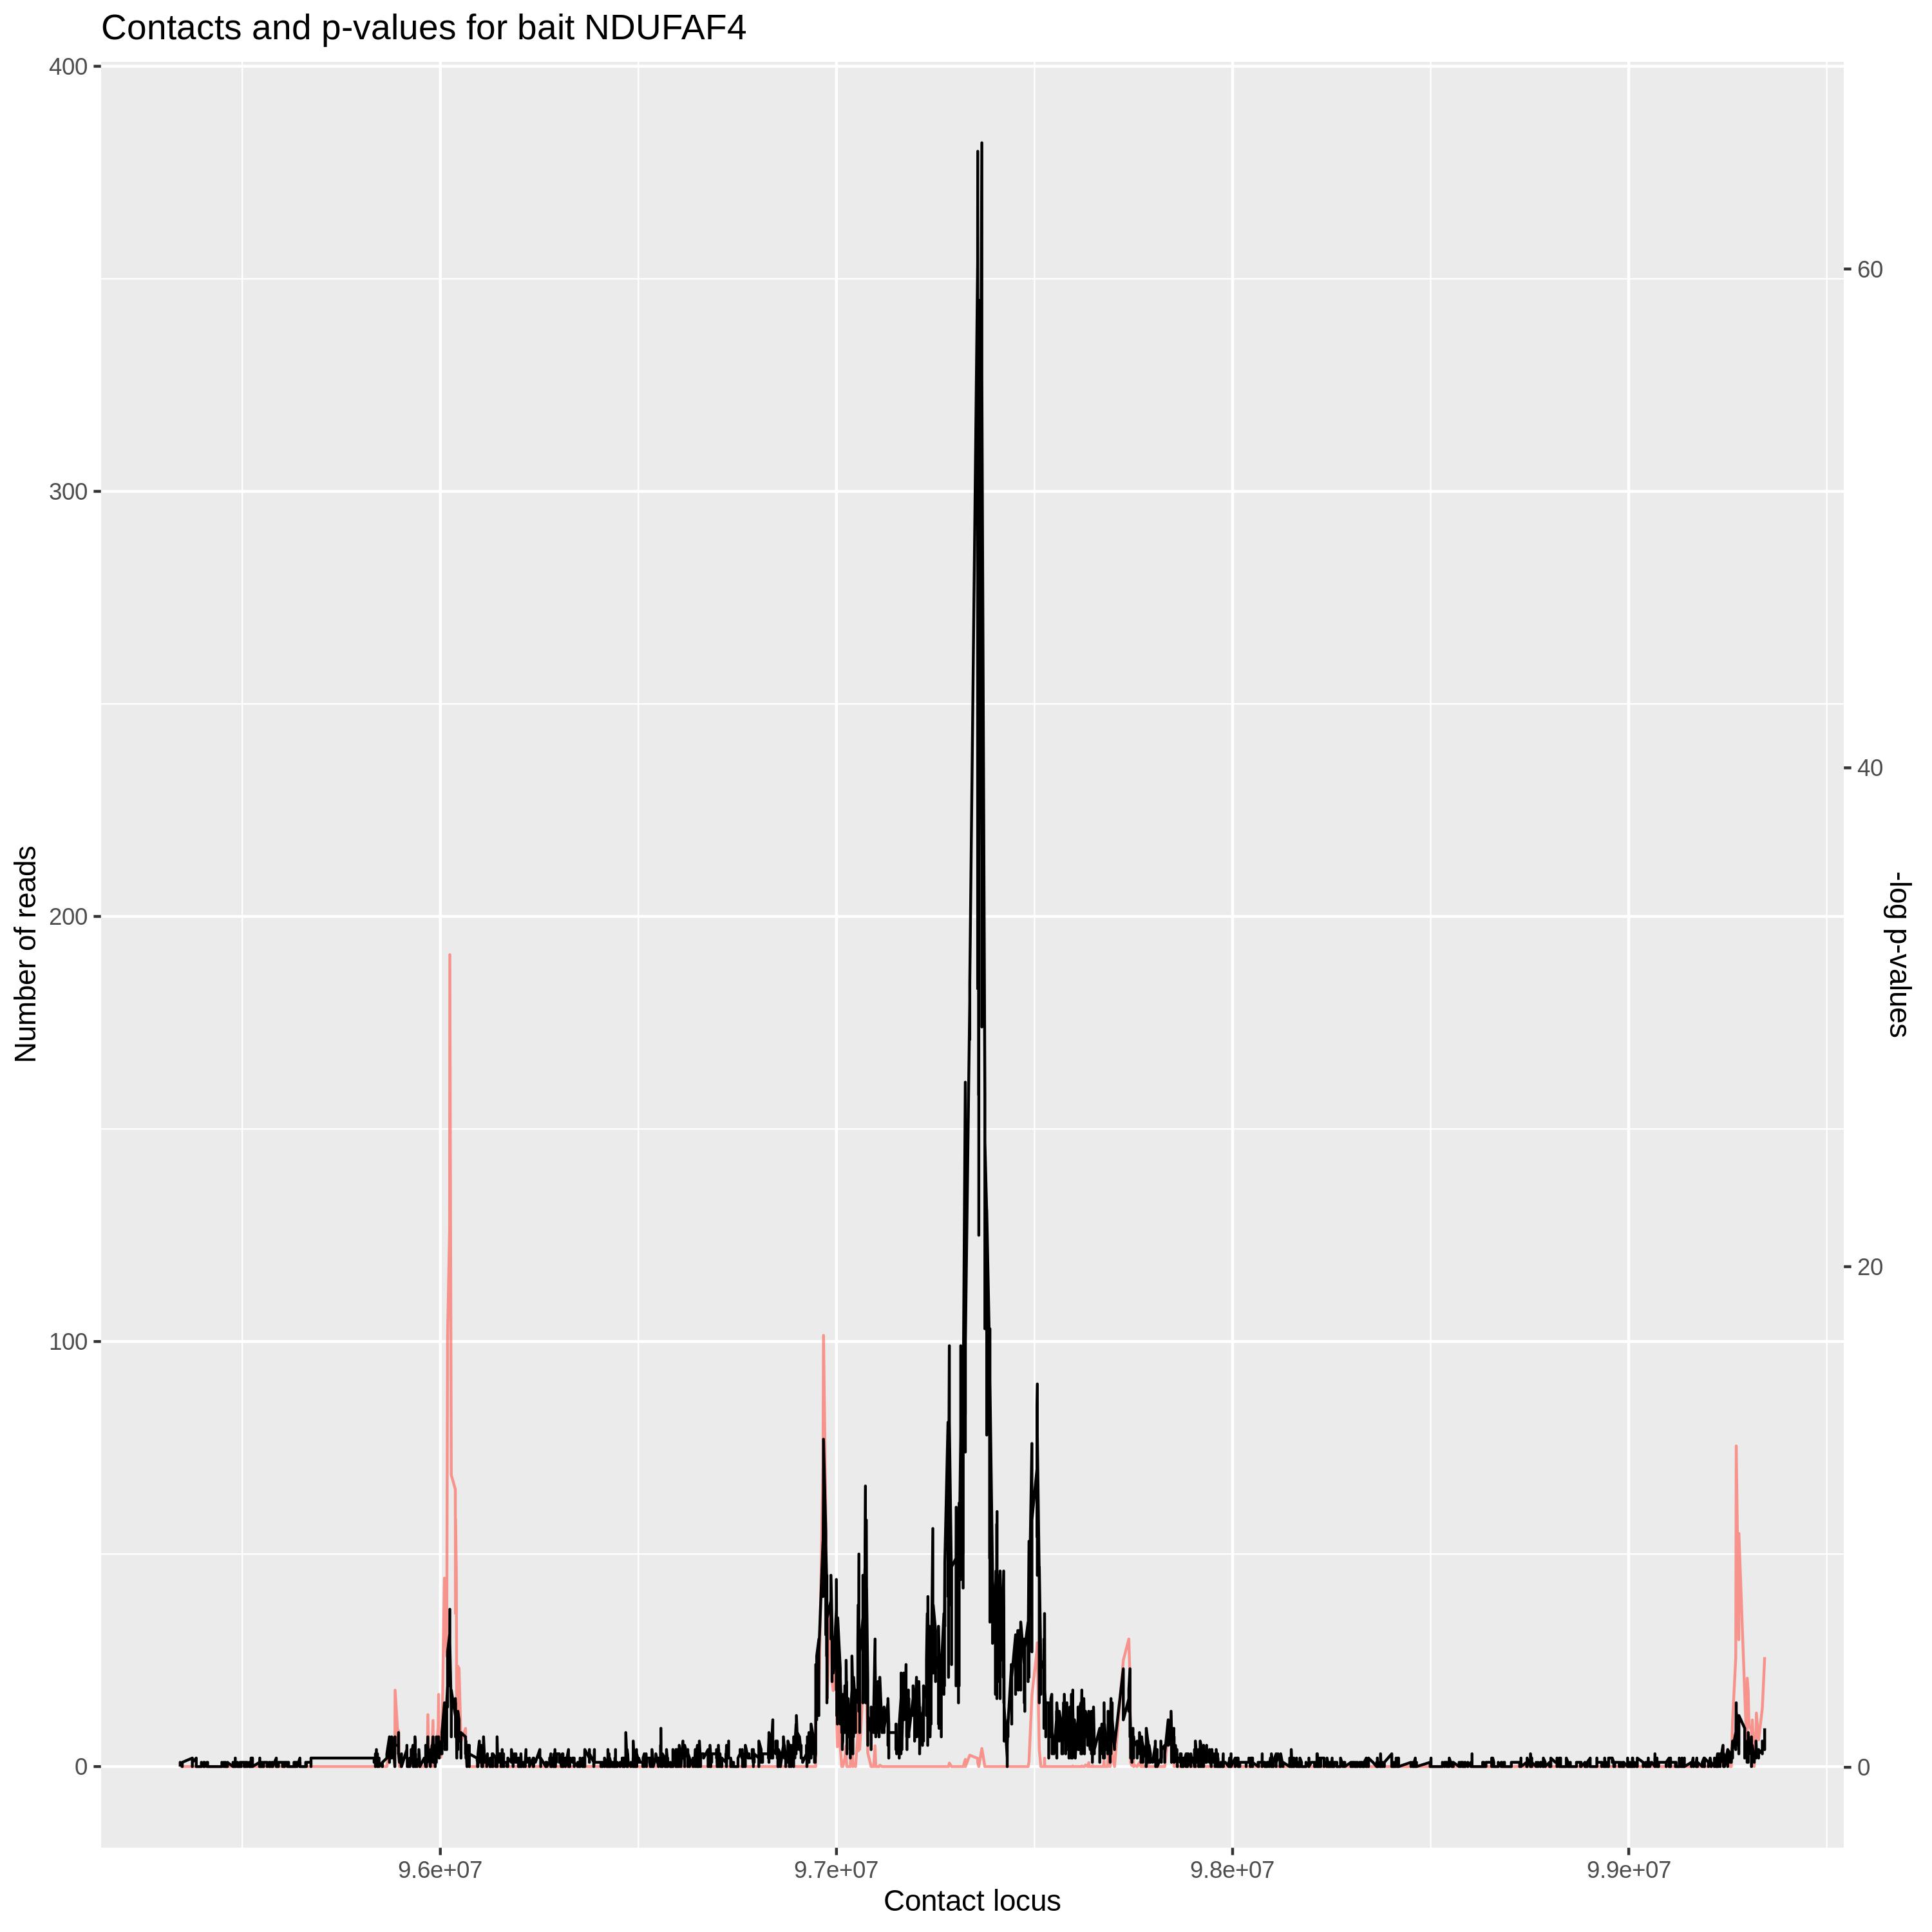 Contacts and p-values for bait NDUFAF4
400
300
200
100
0
Number of reads
60
40
20
0
-log p-values
9.6e+07 9.7e+07 9.8e+07 9.9e+07
Contact locus